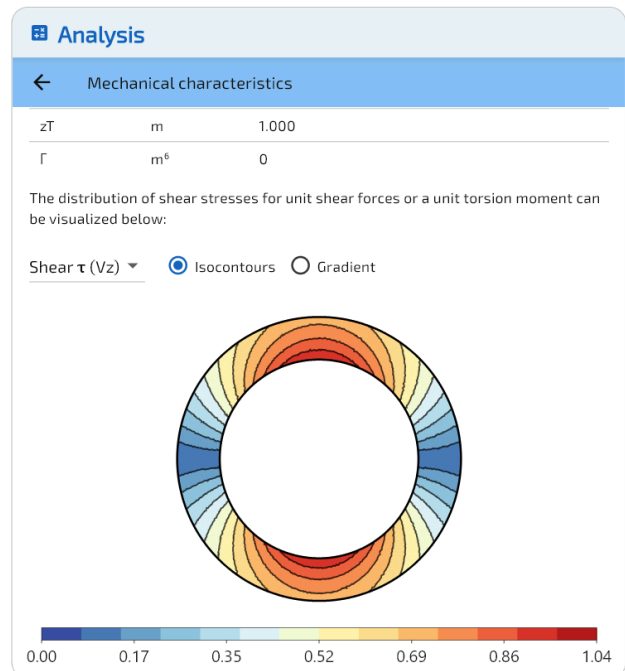 Analysis
Mechanical characteristics
zT m 1.000
Γ m⁶ 0
The distribution of shear stresses for unit shear forces or a unit torsion moment can
be visualized below:
Shear τ (Vz) Isocontours Gradient
0.00 0.17 0.35 0.52 0.69 0.86 1.04